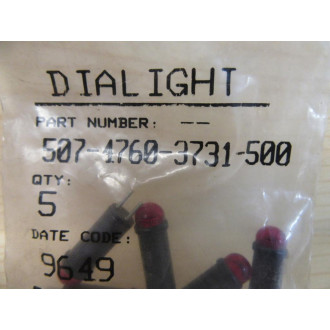 DIALIGHT
PART NUMBER: --
507-4760-3731-500
QTY:
5
DATE CODE:
9649